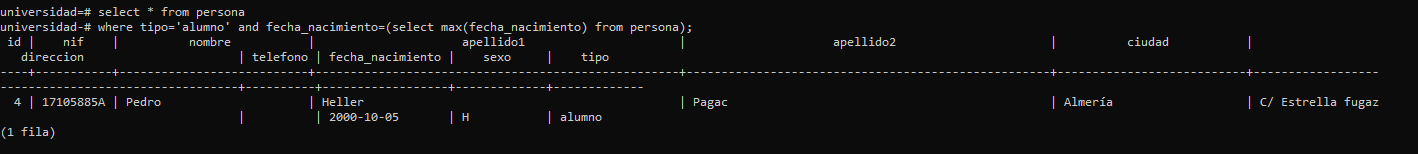 universidad=# select * from persona
universidad-# where tipo='alumno' and fecha_nacimiento=(select max(fecha_nacimiento) from persona);
 id |    nif    |           nombre           |                      apellido1                       |                      apellido2                       |           ciudad           |
   direccion                       | telefono | fecha_nacimiento |    sexo     |    tipo
----+-----------+----------------------------+------------------------------------------------------+------------------------------------------------------+----------------------------+-------------------
-----------------------------------+----------+------------------+-------------+-------------
  4 | 17105885A | Pedro                      | Heller                                               | Pagac                                                | Almería                    | C/ Estrella fugaz
                                   |          | 2000-10-05       | H           | alumno
(1 fila)